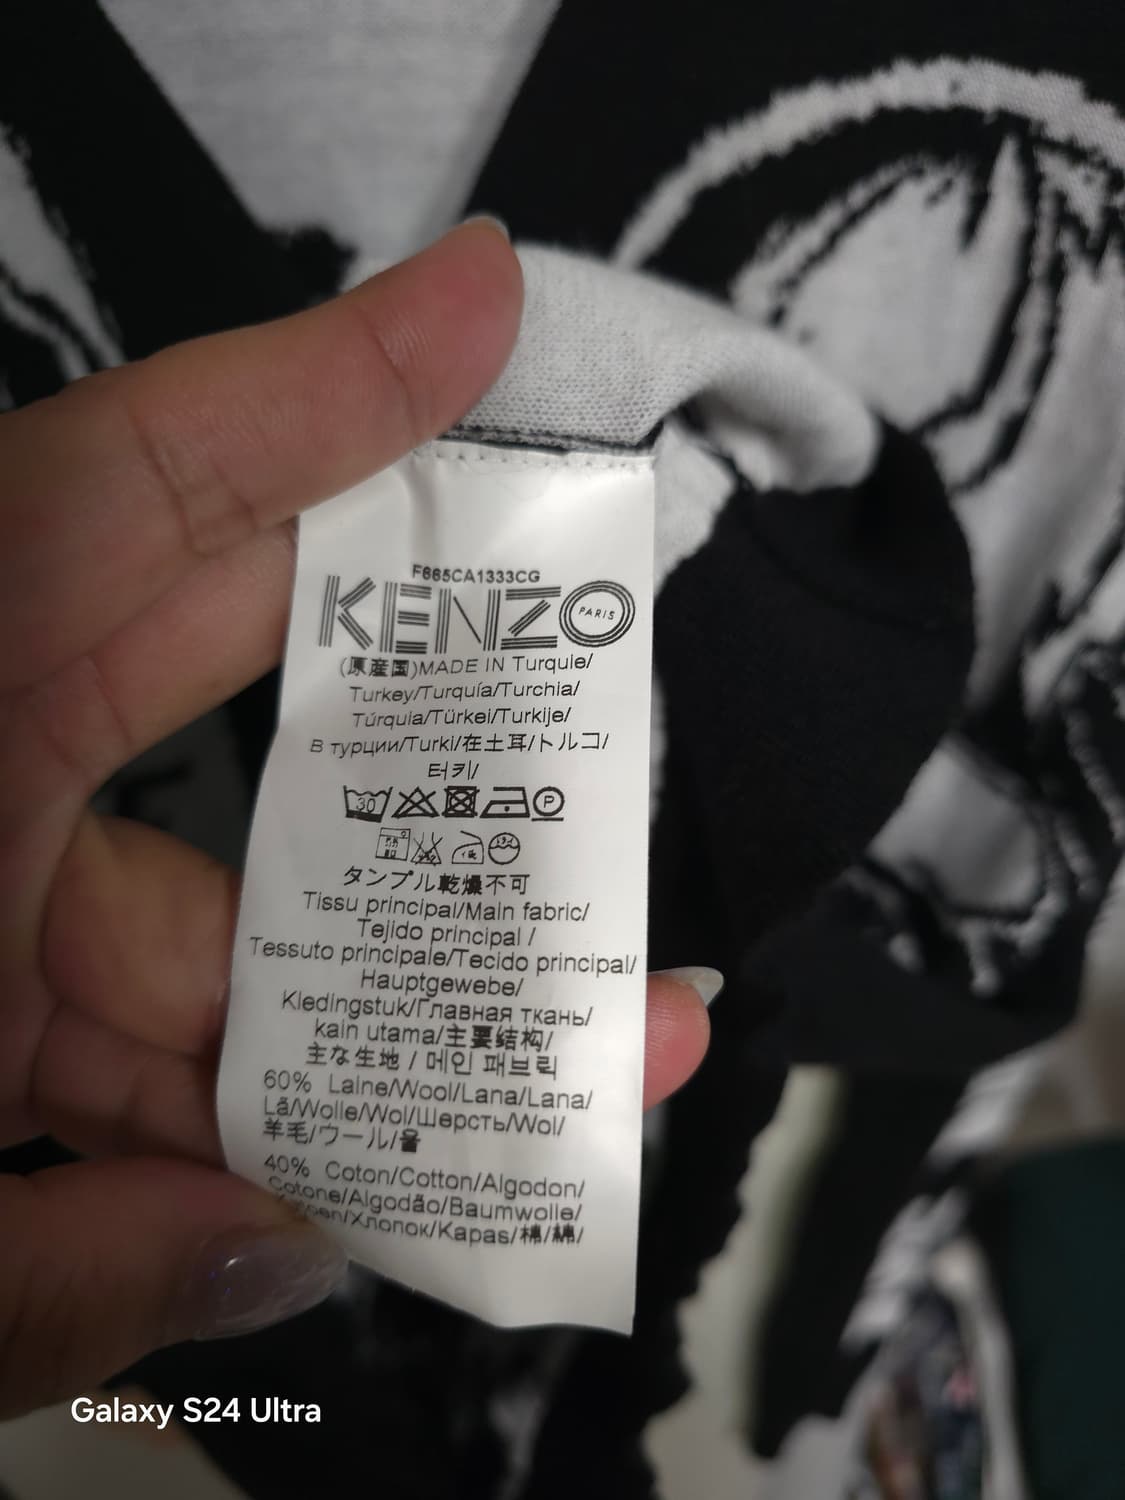 F665CA1333CG
KENZO
PARIS
(原産国)MADE IN Turquie/
Turkey/Turquía/Turchia/
Túrquia/Türkei/Turkije/
В турции/Turki/在土耳/トルコ/
터키/
30
P
タンプル乾燥不可
Tissu principal/Main fabric/
Tejido principal /
Tessuto principale/Tecido principal/
Hauptgewebe/
Kledingstuk/Главная ткань/
kain utama/主要结构/
主な生地 / 메인 패브릭
60% Laine/Wool/Lana/Lana/
Lã/Wolle/Wol/Шерсть/Wol/
羊毛/ウール/울
40% Coton/Cotton/Algodon/
Cotone/Algodão/Baumwolle/
/Хлопок/Kapas/棉/綿/
Galaxy S24 Ultra